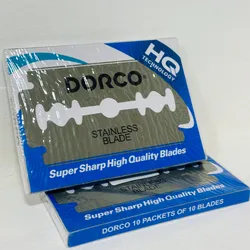 HQ
TECHNOLOGY
DORCO
STAINLESS
BLADE
Super Sharp High Quality Blades
Super Sharp High Quality Blades
DORCO 10 PACKETS OF 10 BLADES